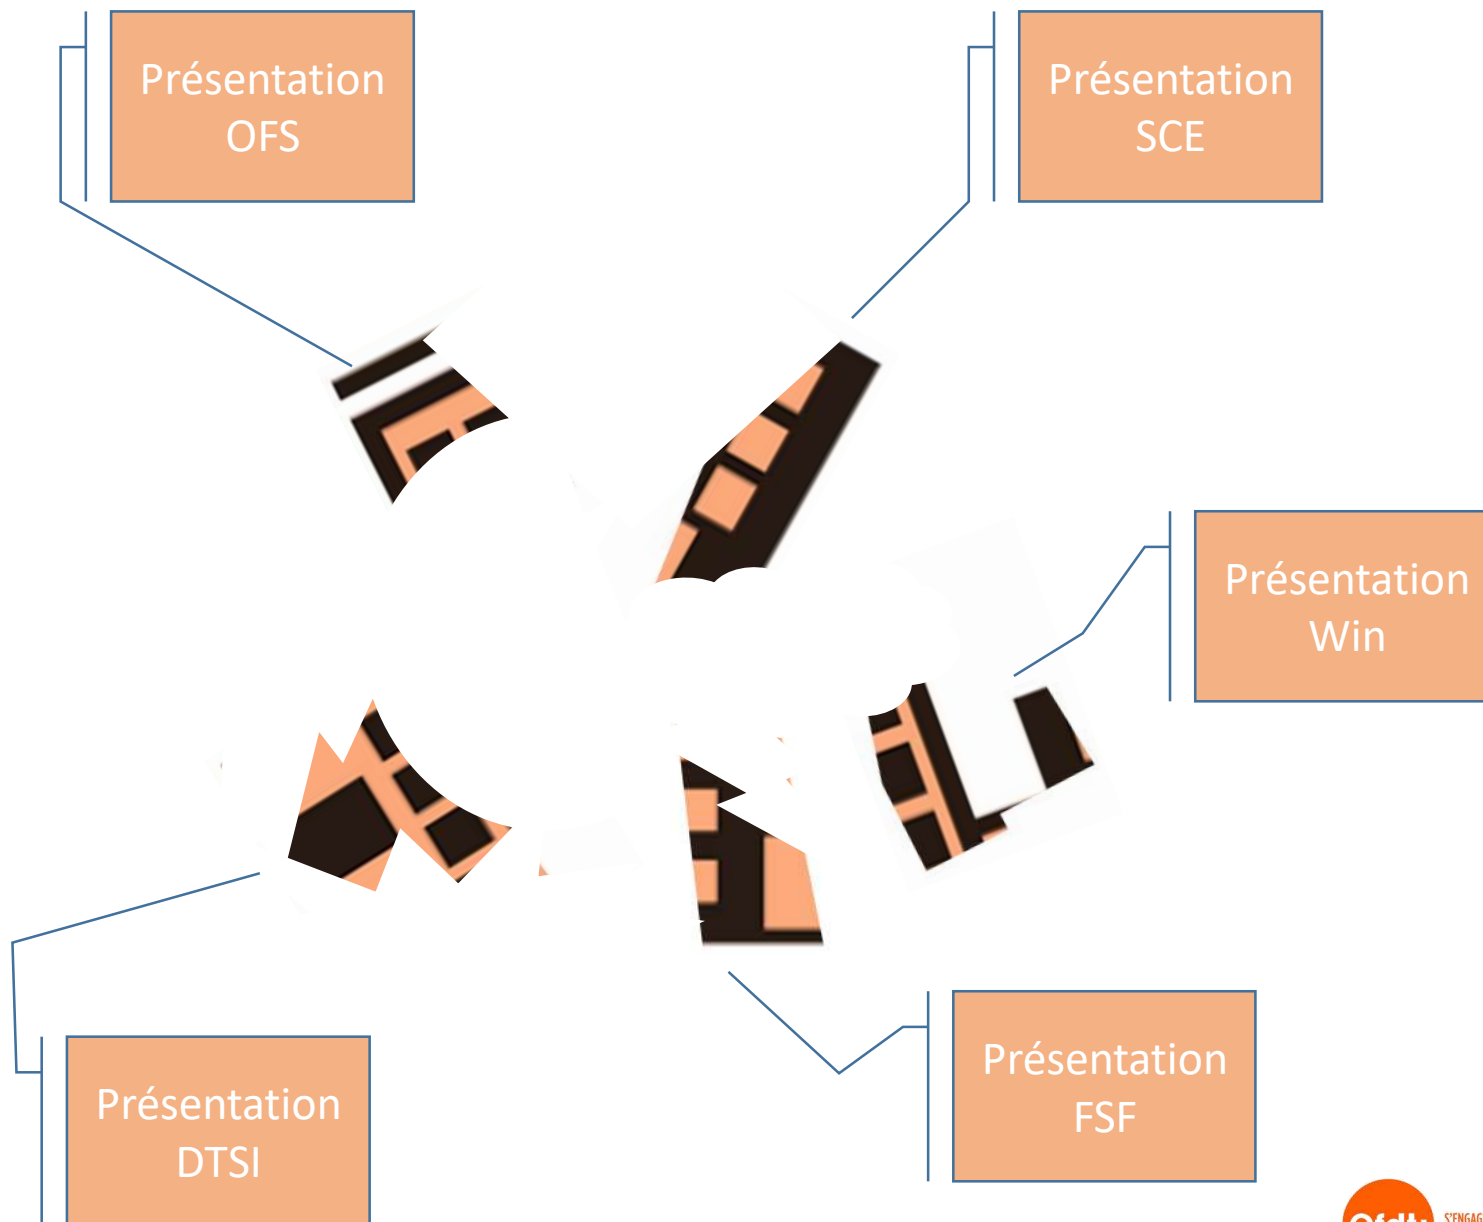 Présentation
OFS
Présentation
SCE
Présentation
Win
Présentation
FSF
Présentation
DTSI